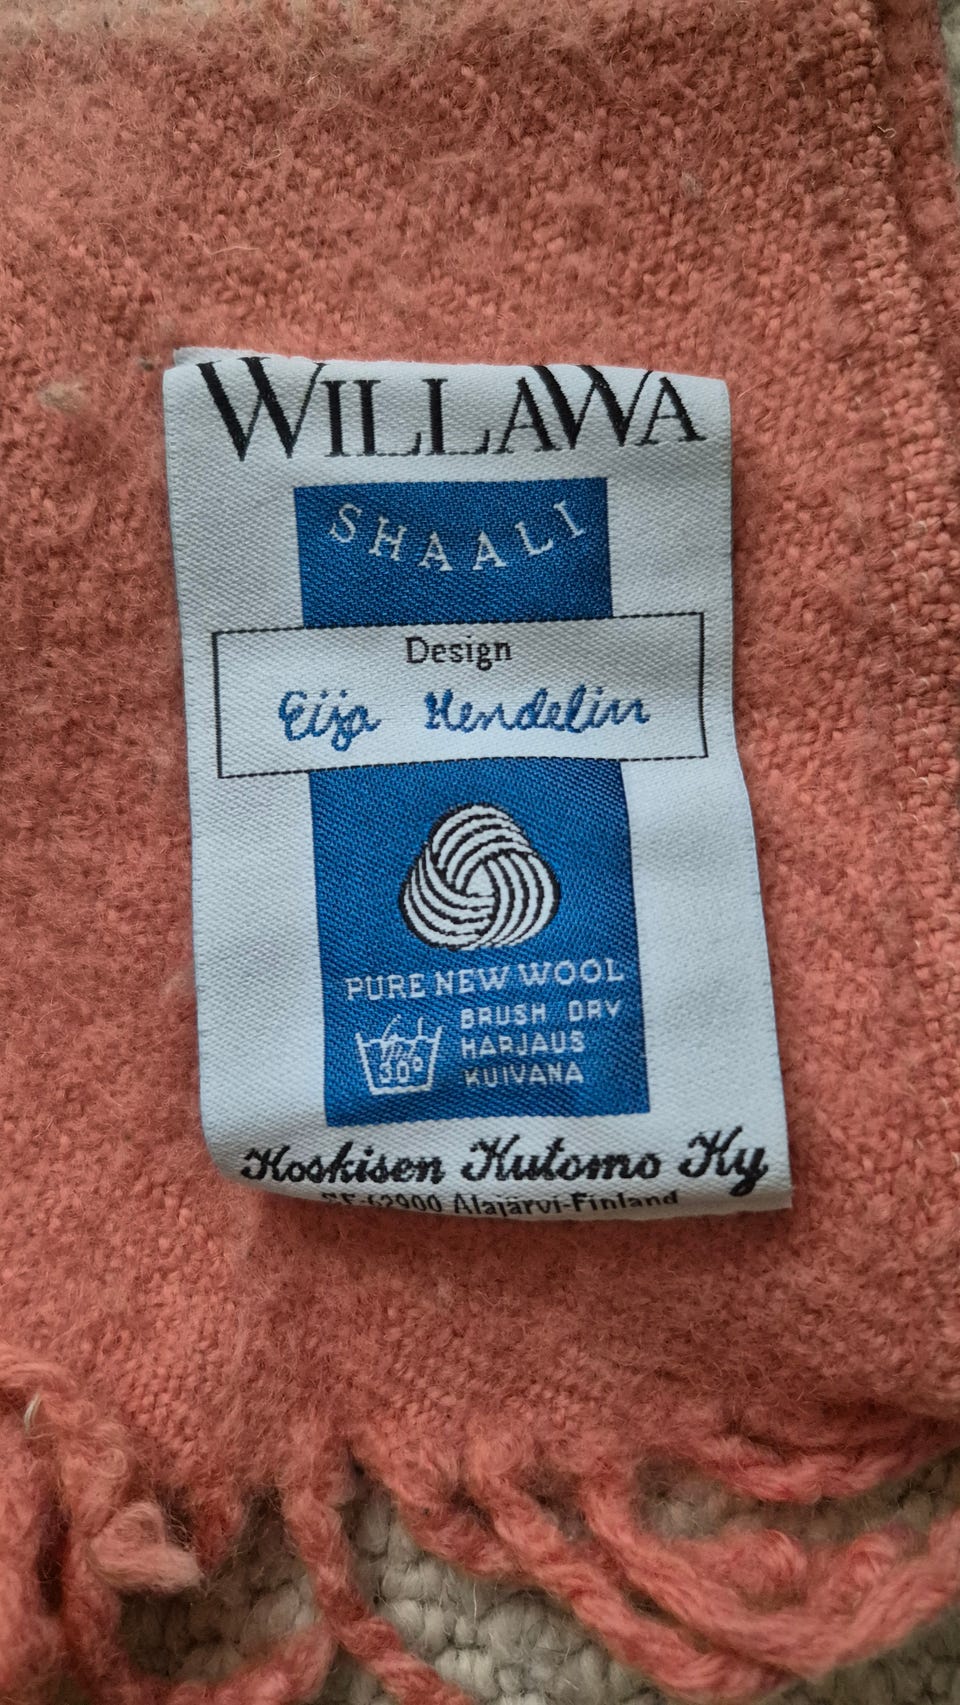 WILLAWA
SHAALI
Design
Eija Hendelin
PURE NEW WOOL
30°
BRUSH DRY
HARJAUS
KUIVANA
Koskisen Kutomo Ky
SF-62900 Alajärvi-Finland